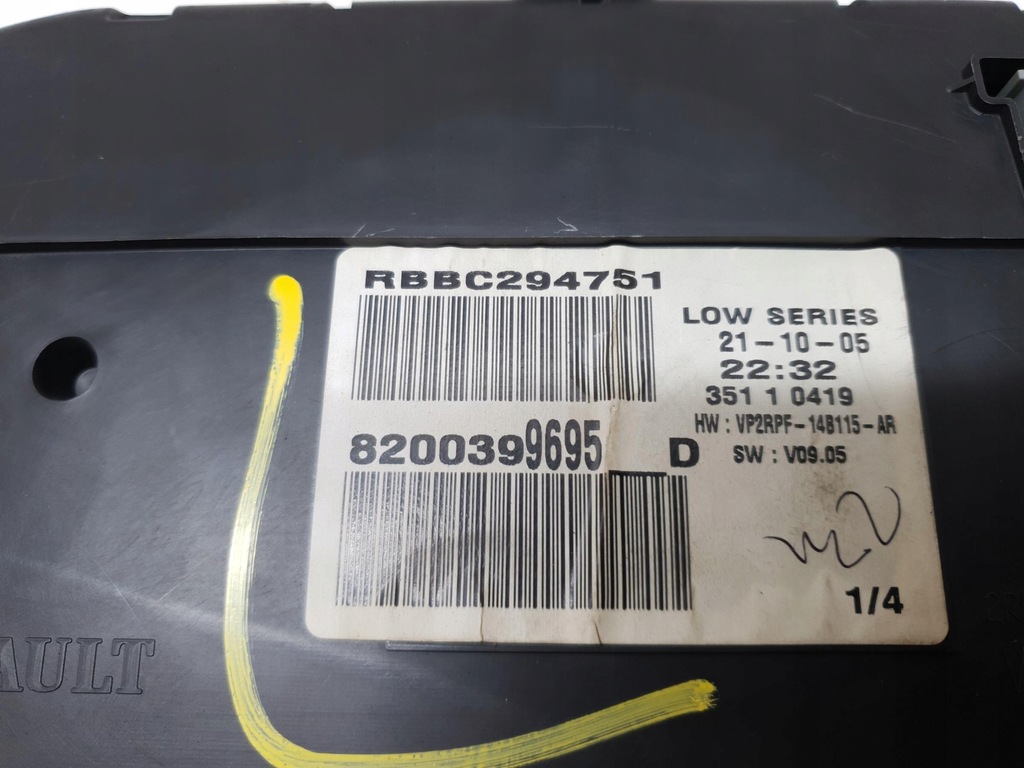 RBBC294751
LOW SERIES
21-10-05
22:32
351 1 0419
HW : VP2RPF-14B115-AR
SW : V09.05
8200399695 D
1/4
AULT